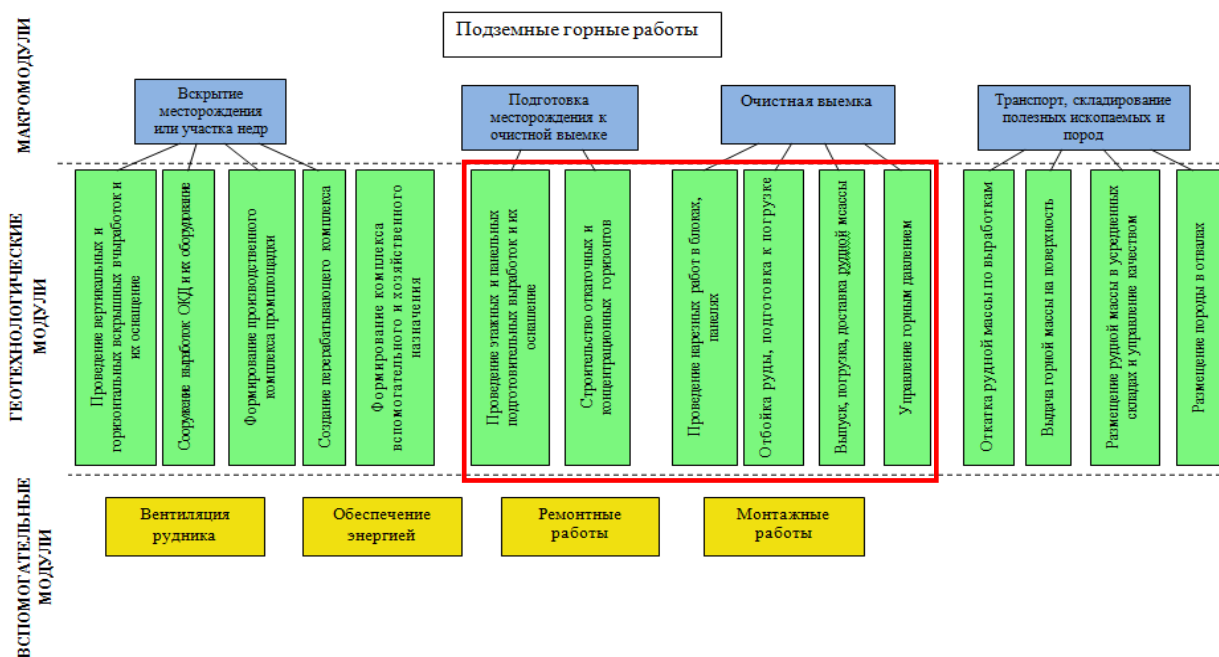 Подземные горные работы
МАКРОМОДУЛИ
Вскрытие
месторождения
или участка недр
Подготовка
месторождения к
очистной выемке
Очистная выемка
Транспорт, складирование
полезных ископаемых и
пород
ГЕОТЕХНОЛОГИЧЕСКИЕ
МОДУЛИ
Проведение вертикальных и
горизонтальных вскрышных вчыработок и
их оснащение
Сооружение выработок ОКД и их оборудование
Формирование производственного
комплекса промплощадки
Создание перерабатывающего комплекса
Формирование комплекса
вспомогательного и хозяйственного
назначения
Проведение этажных и панельных
подготовительных выработок и их
оснашение
Строительство откаточных и
концентрационных горизонтов
Проведение нарезных работ в блоках,
панелях
Отбойка руды, подготовка к погрузке
Выпуск, погрузка, доставка рудной мсассы
Управление горным давлением
Откатка рудной массы по выработкам
Выдача горной массы на поверхность
Размещение рудной массы в усредненных
складах и управление качеством
Размещение породы в отвалах
ВСПОМОГАТЕЛЬНЫЕ
МОДУЛИ
Вентиляция
рудника
Обеспечение
энергией
Ремонтные
работы
Монтажные
работы